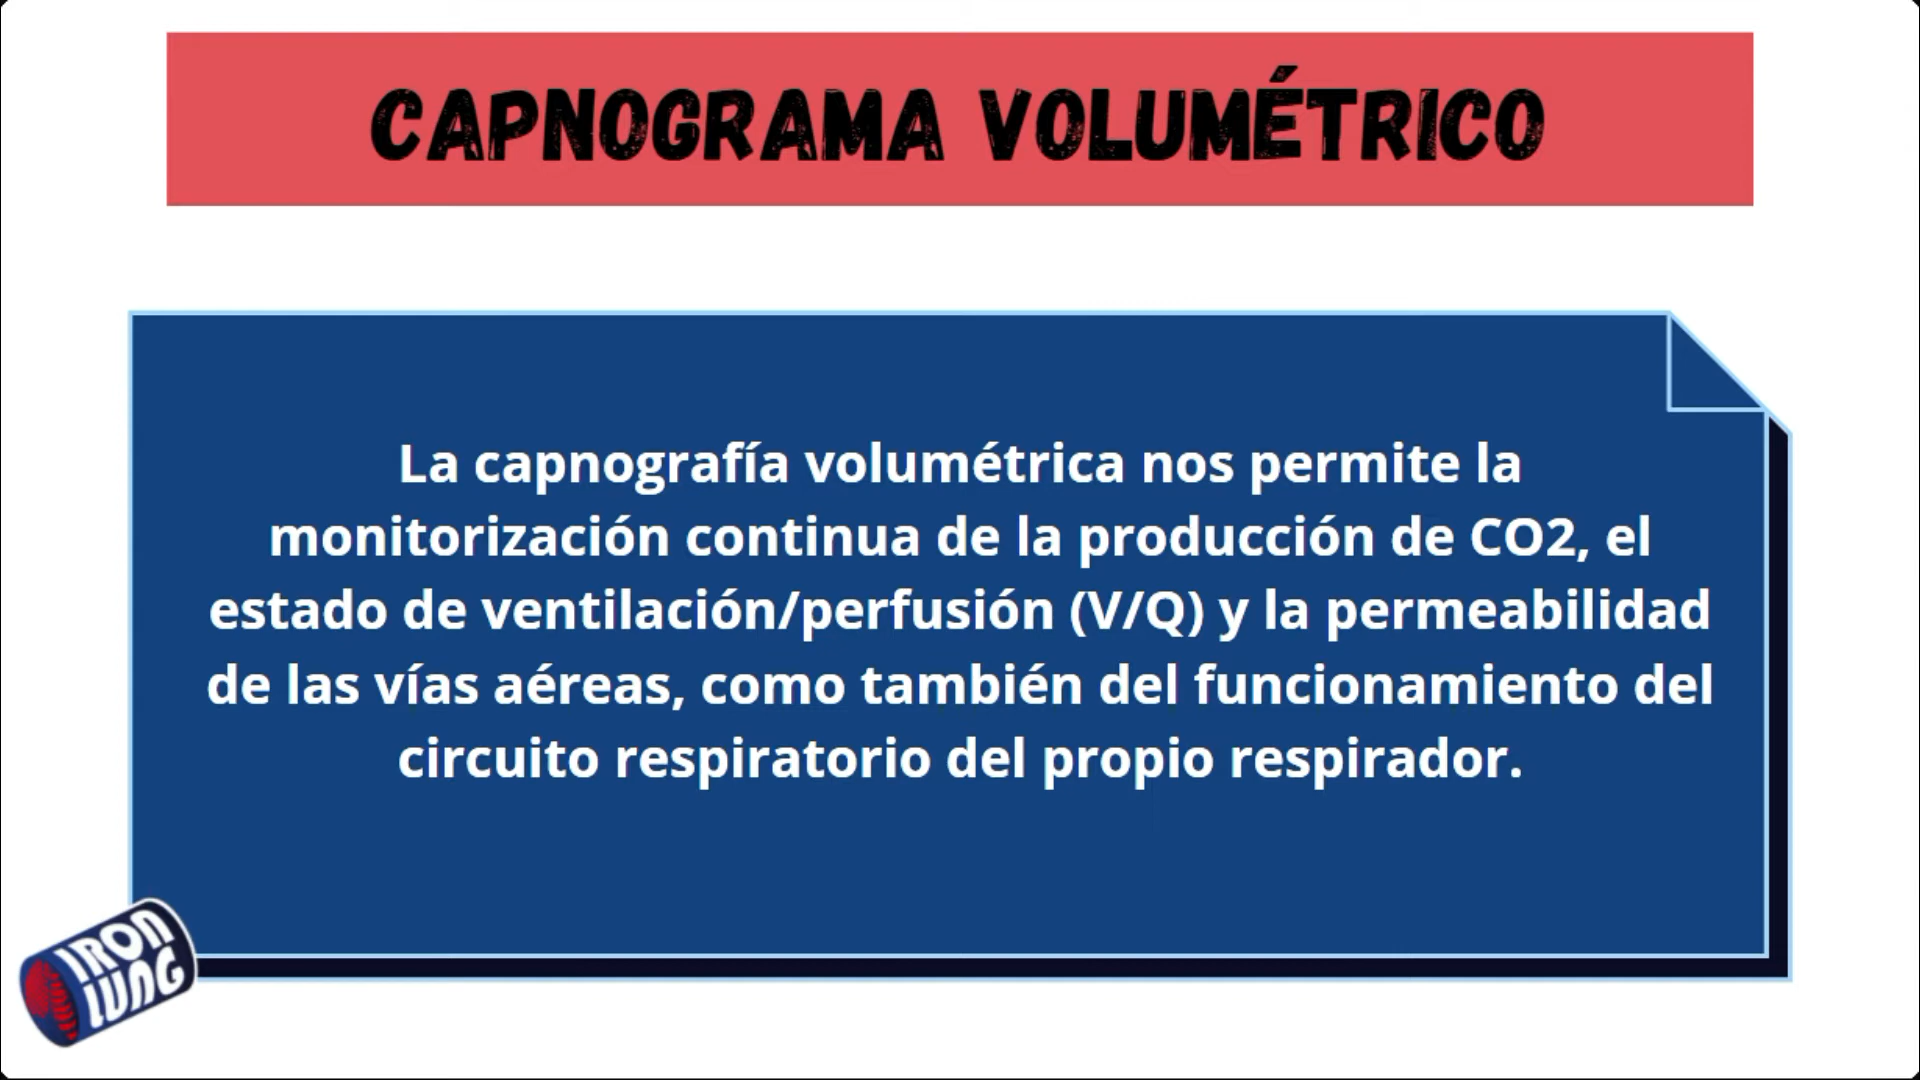 CAPNOGRAMA VOLUMÉTRICO
La capnografía volumétrica nos permite la
monitorización continua de la producción de CO2, el
estado de ventilación/perfusión (V/Q) y la permeabilidad
de las vías aéreas, como también del funcionamiento del
circuito respiratorio del propio respirador.
IRON
LUNG